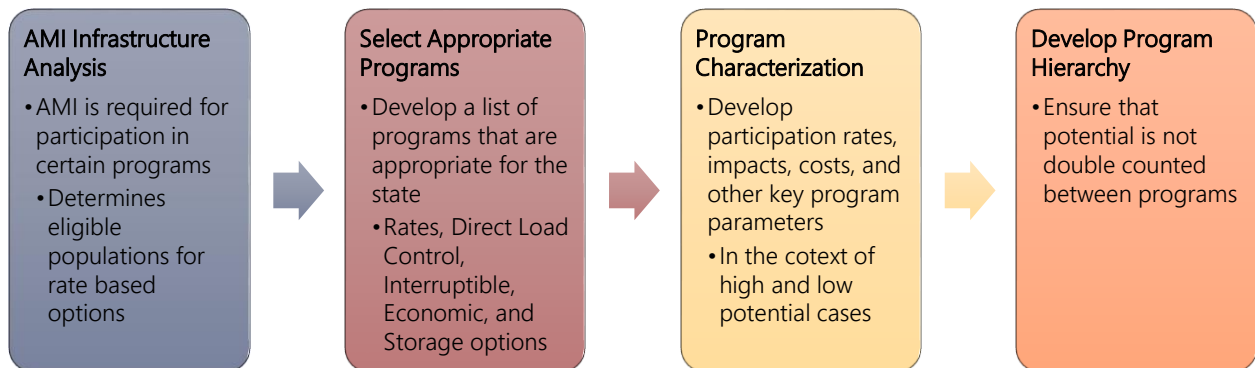 AMI Infrastructure
Analysis
•AMI is required for
participation in
certain programs
•Determines
eligible
populations for
rate based
options
Select Appropriate
Programs
•Develop a list of
programs that are
appropriate for the
state
•Rates, Direct Load
Control,
Interruptible,
Economic, and
Storage options
Program
Characterization
•Develop
participation rates,
impacts, costs, and
other key program
parameters
•In the cotext of
high and low
potential cases
Develop Program
Hierarchy
•Ensure that
potential is not
double counted
between programs